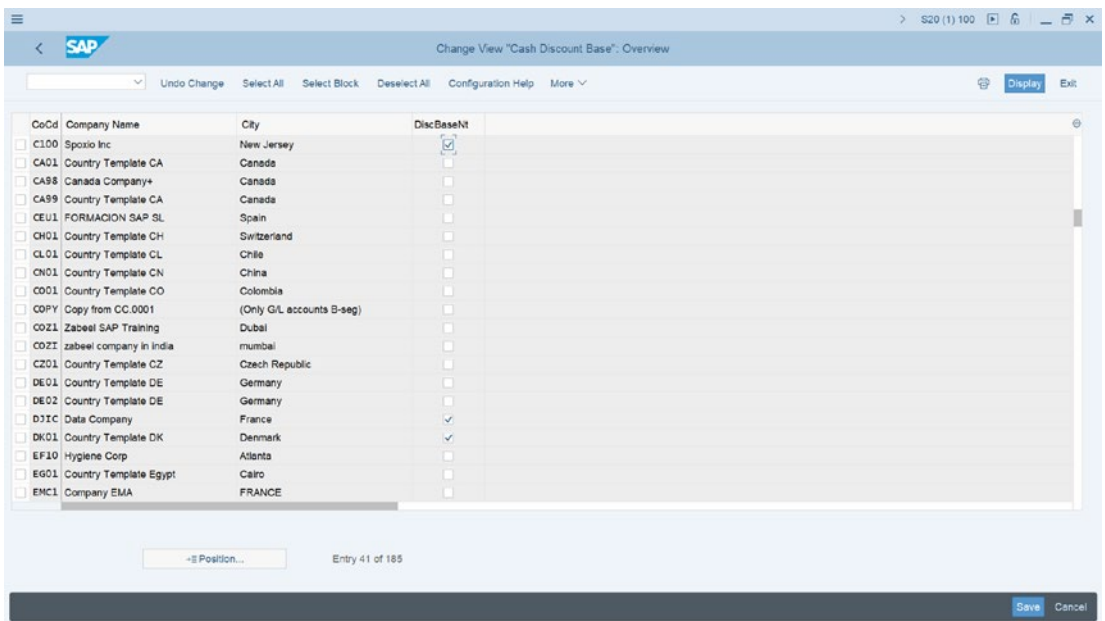 S20 (1) 100
SAP
Change View "Cash Discount Base": Overview
Undo Change Select All Select Block Deselect All Configuration Help More Display Exit
CoCd Company Name City DiscBaseNt
C100 Spoxio Inc New Jersey
CA01 Country Template CA Canada
CA98 Canada Company+ Canada
CA99 Country Template CA Canada
CEU1 FORMACION SAP SL Spain
CH01 Country Template CH Switzerland
CL01 Country Template CL Chile
CN01 Country Template CN China
CO01 Country Template CO Colombia
COPY Copy from CC.0001 (Only G/L accounts B-seg)
COZ1 Zabeel SAP Training Dubai
COZI zabeel company in india mumbai
CZ01 Country Template CZ Czech Republic
DE01 Country Template DE Germany
DE02 Country Template DE Germany
DJIC Data Company France
DK01 Country Template DK Denmark
EF10 Hygiene Corp Atlanta
EG01 Country Template Egypt Cairo
EMC1 Company EMA FRANCE
Position... Entry 41 of 185
Save Cancel